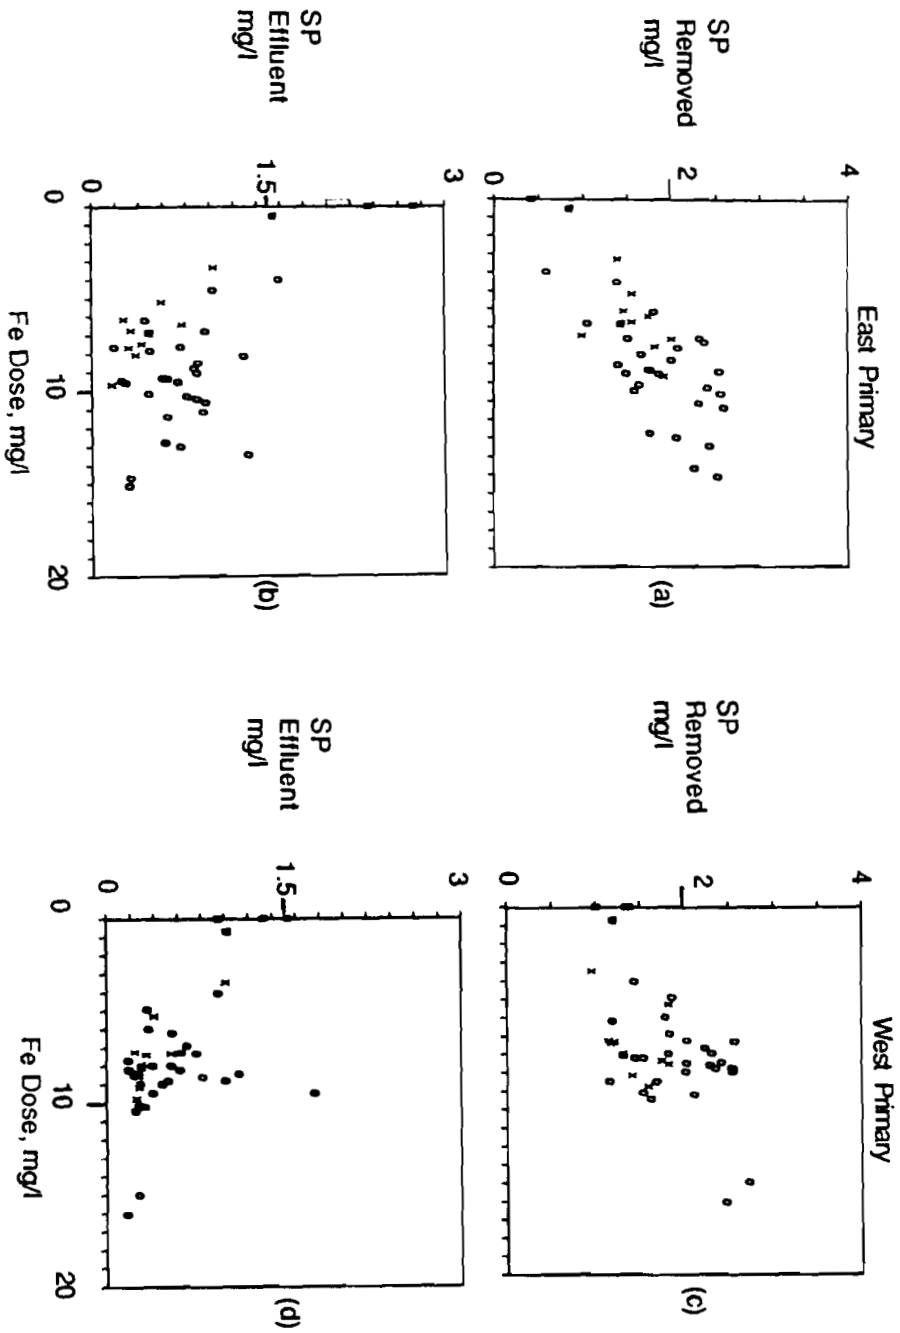 East Primary
West Primary
4
SP
Removed
mg/l
2
0
(a)
4
SP
Removed
mg/l
2
0
(c)
3
SP
Effluent
mg/l
1.5
0
0
10
20
(b)
Fe Dose, mg/l
3
SP
Effluent
mg/l
1.5
0
0
10
20
(d)
Fe Dose, mg/l